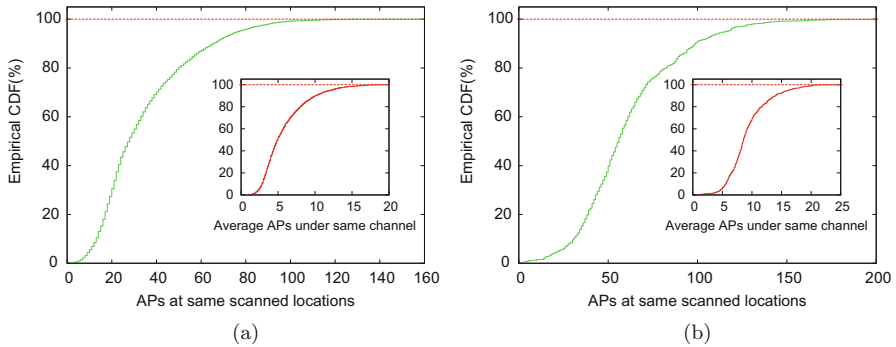 Empirical CDF(%)
100
80
60
40
20
0
0 20 40 60 80 100 120 140 160
APs at same scanned locations
100
80
60
40
20
0
0 5 10 15 20
Average APs under same channel
(a)
Empirical CDF(%)
100
80
60
40
20
0
0 50 100 150 200
APs at same scanned locations
100
80
60
40
20
0
0 5 10 15 20 25
Average APs under same channel
(b)